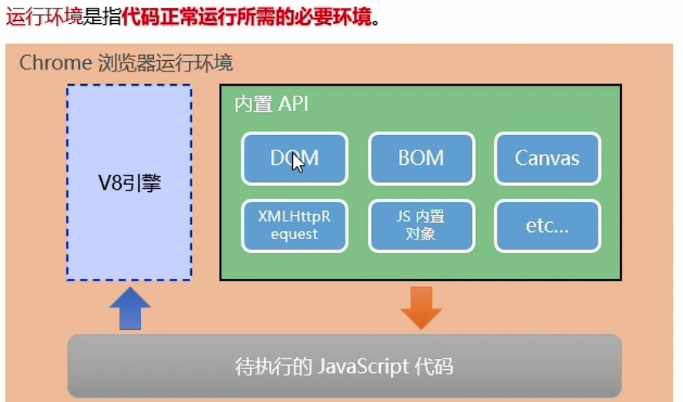 运行环境是指代码正常运行所需的必要环境。
Chrome 浏览器运行环境
V8引擎
内置 API
DOM
BOM
Canvas
XMLHttpR
equest
JS 内置
对象
etc...
待执行的 JavaScript 代码